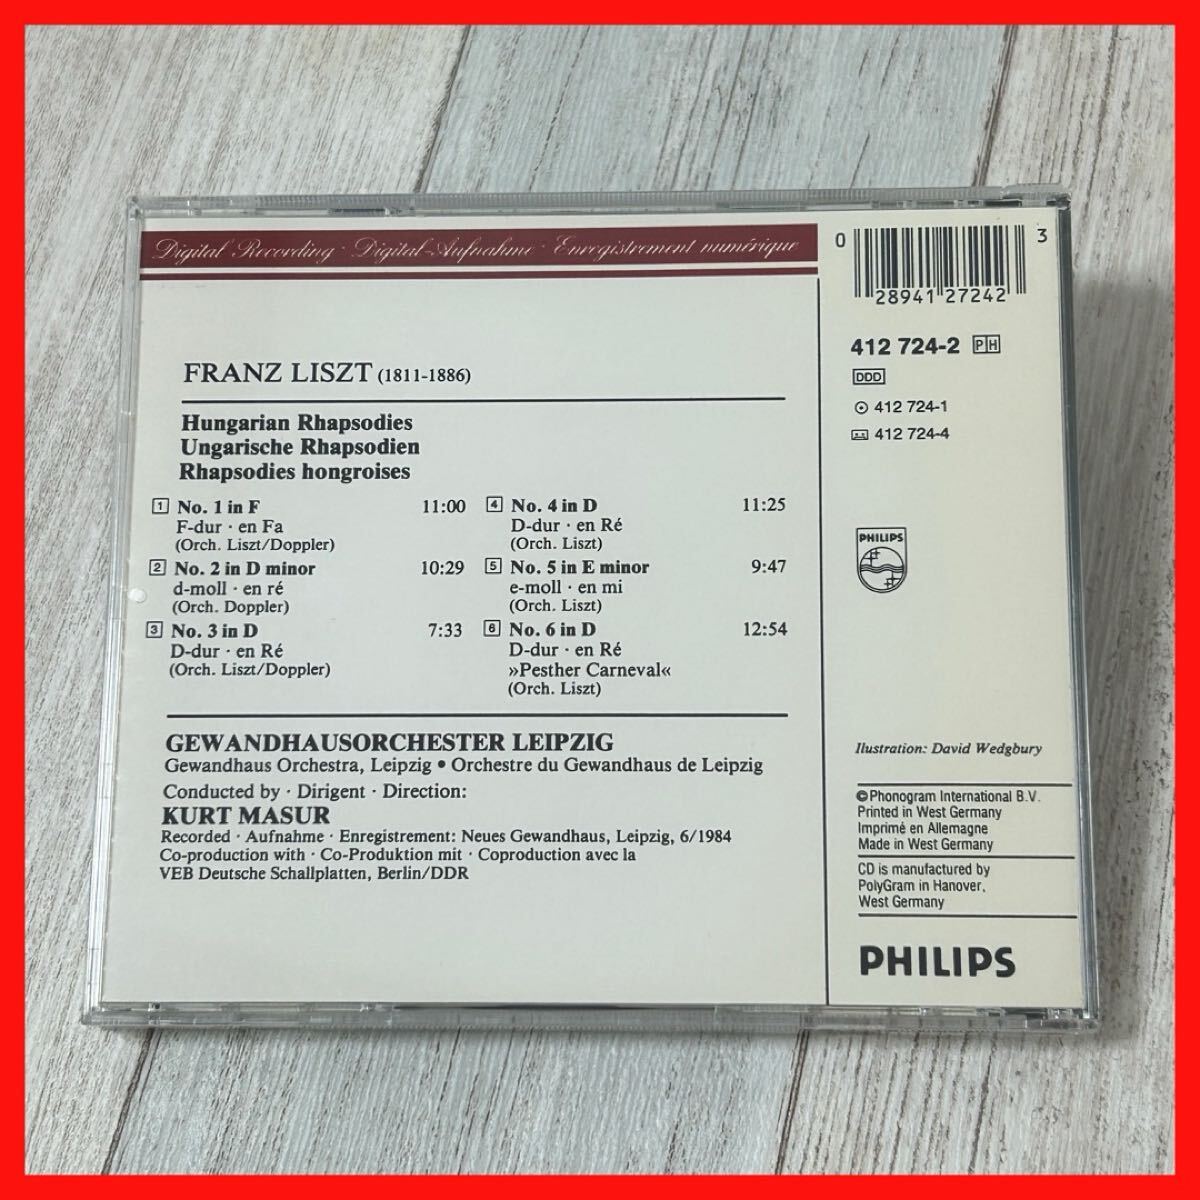 Digital Recording · Digital-Aufnahme · Enregistrement numérique
FRANZ LISZT (1811-1886)
Hungarian Rhapsodies
Ungarische Rhapsodien
Rhapsodies hongroises
1 No. 1 in F 11:00
F-dur · en Fa
(Orch. Liszt/Doppler)
2 No. 2 in D minor 10:29
d-moll · en ré
(Orch. Doppler)
3 No. 3 in D 7:33
D-dur · en Ré
(Orch. Liszt/Doppler)
4 No. 4 in D 11:25
D-dur · en Ré
(Orch. Liszt)
5 No. 5 in E minor 9:47
e-moll · en mi
(Orch. Liszt)
6 No. 6 in D 12:54
D-dur · en Ré
»Pesther Carneval«
(Orch. Liszt)
GEWANDHAUSORCHESTER LEIPZIG
Gewandhaus Orchestra, Leipzig • Orchestre du Gewandhaus de Leipzig
Conducted by · Dirigent · Direction:
KURT MASUR
Recorded · Aufnahme · Enregistrement: Neues Gewandhaus, Leipzig, 6/1984
Co-production with · Co-Produktion mit · Coproduction avec la
VEB Deutsche Schallplatten, Berlin/DDR
0 28941 27242 3
412 724-2 PH
DDD
412 724-1
412 724-4
PHILIPS
Ilustration: David Wedgbury
©Phonogram International B.V.
Printed in West Germany
Imprimé en Allemagne
Made in West Germany
CD is manufactured by
PolyGram in Hanover,
West Germany
PHILIPS